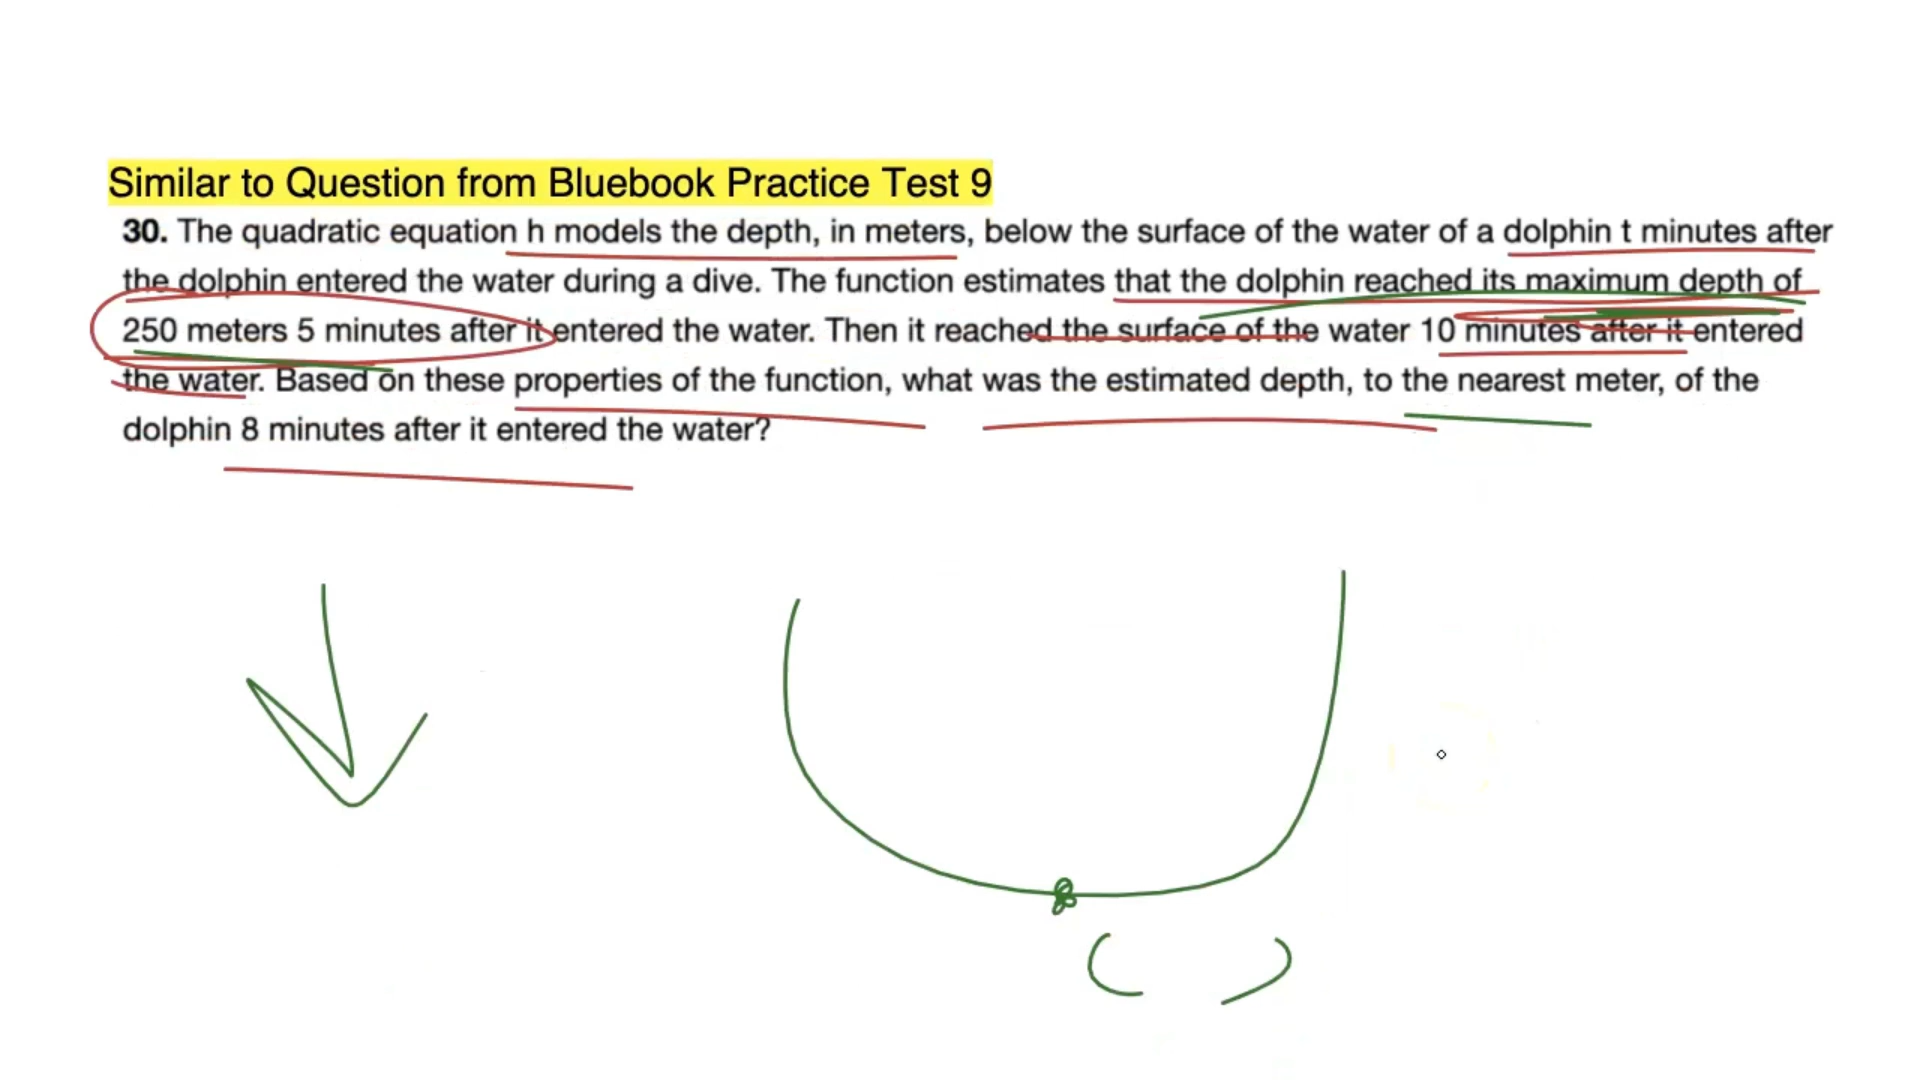 Similar to Question from Bluebook Practice Test 9
30. The quadratic equation h models the depth, in meters, below the surface of the water of a dolphin t minutes after
the dolphin entered the water during a dive. The function estimates that the dolphin reached its maximum depth of
250 meters 5 minutes after it entered the water. Then it reached the surface of the water 10 minutes after it entered
the water. Based on these properties of the function, what was the estimated depth, to the nearest meter, of the
dolphin 8 minutes after it entered the water?
( )